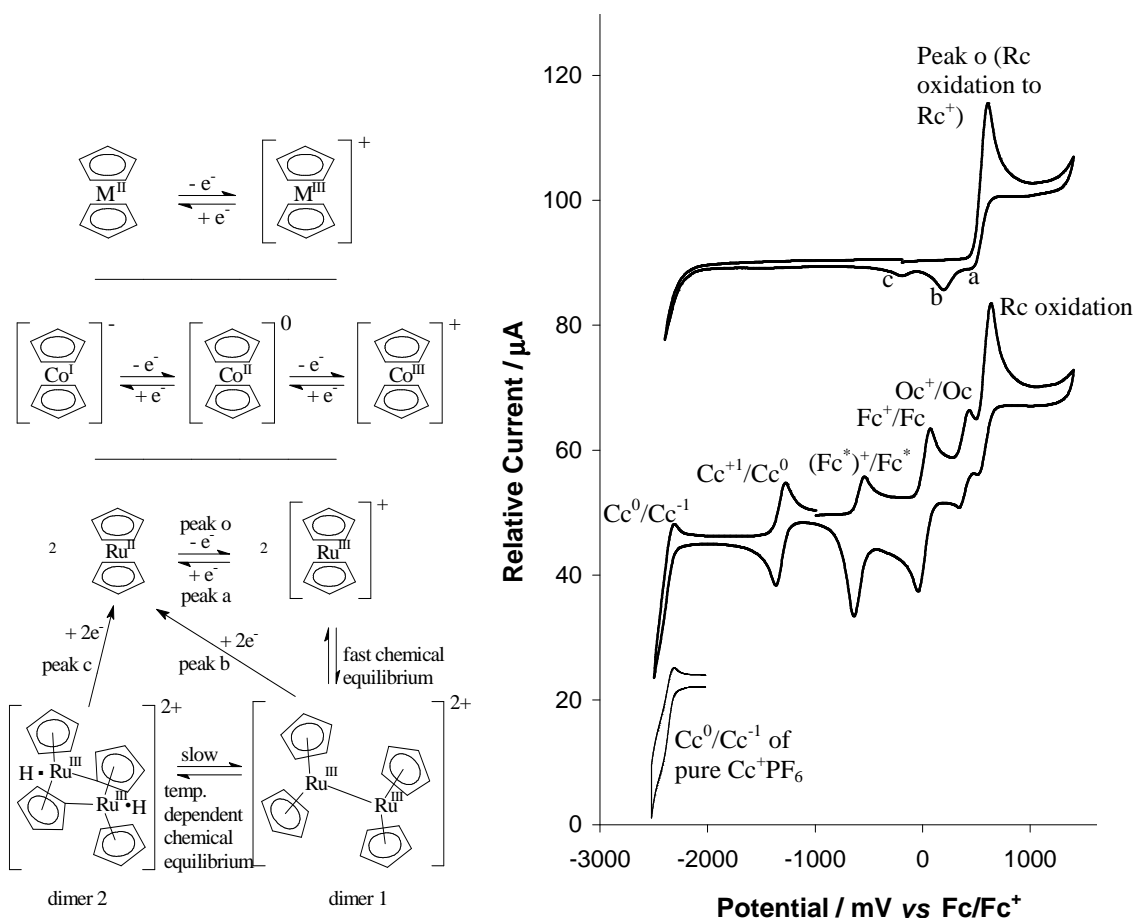 M^II
- e^-
+ e^-
M^III
+
Co^I
-
- e^-
+ e^-
Co^II
0
- e^-
+ e^-
Co^III
+
2
Ru^II
peak o
- e^-
+ e^-
peak a
2
Ru^III
+
+ 2e^-
peak c
+ 2e^-
peak b
fast chemical
equilibrium
2+
III
H • Ru
III
Ru •H
slow
temp.
dependent
chemical
equilibrium
2+
III
Ru
III
Ru
dimer 2
dimer 1
Relative Current / µA
120
100
80
60
40
20
0
Peak o (Rc
oxidation to
Rc^+)
c
b
a
Rc oxidation
Oc^+/Oc
Fc^+/Fc
(Fc^*)^+/Fc^*
Cc^+1/Cc^0
Cc^0/Cc^-1
Cc^0/Cc^-1 of
pure Cc^+PF_6
-3000
-2000
-1000
0
1000
Potential / mV vs Fc/Fc^+